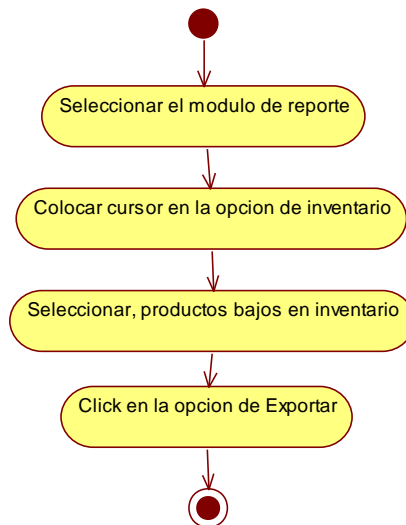 Seleccionar el modulo de reporte
Colocar cursor en la opcion de inventario
Seleccionar, productos bajos en inventario
Click en la opcion de Exportar